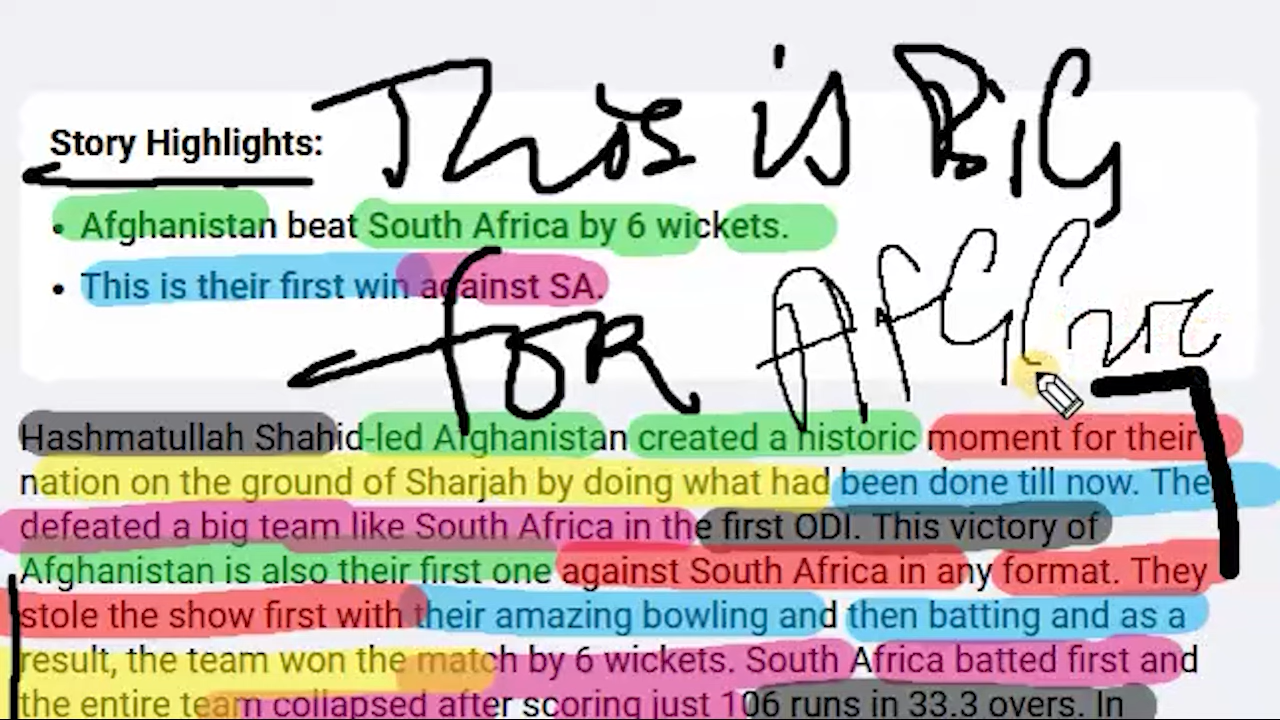 This is BIG
Story Highlights:
• Afghanistan beat South Africa by 6 wickets.
• This is their first win against SA.
for
Hashmatullah Shahid-led Afghanistan created a historic moment for their
nation on the ground of Sharjah by doing what had been done till now. The
defeated a big team like South Africa in the first ODI. This victory of
Afghanistan is also their first one against South Africa in any format. They
stole the show first with their amazing bowling and then batting and as a
result, the team won the match by 6 wickets. South Africa batted first and
the entire team collapsed after scoring just 106 runs in 33.3 overs. In